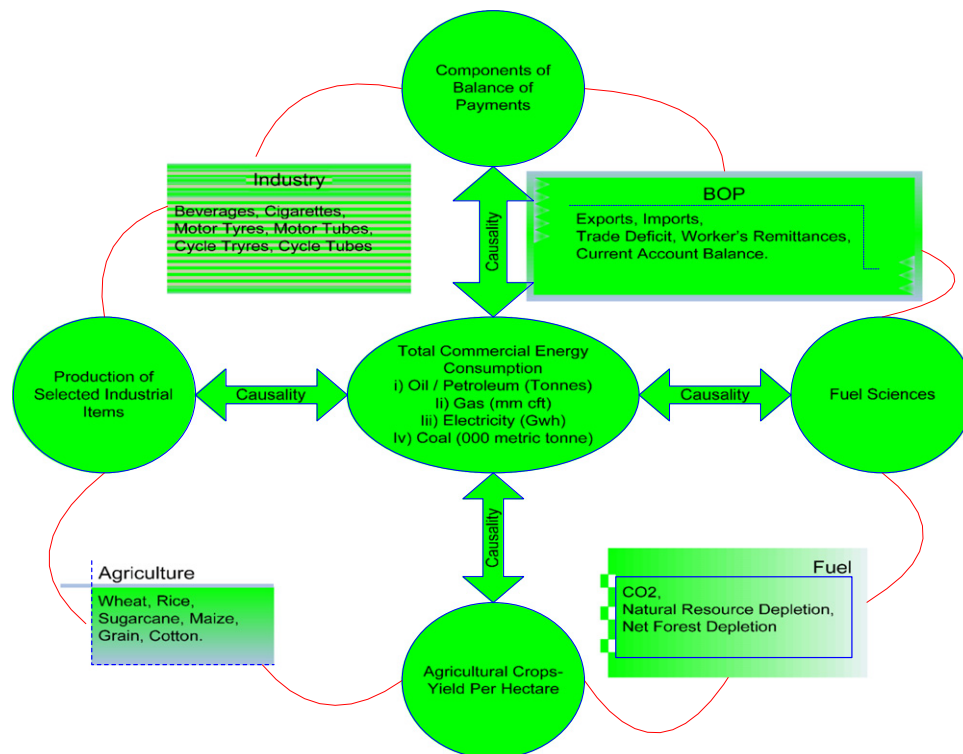 Components of
Balance of
Payments
Industry
Beverages, Cigarettes,
Motor Tyres, Motor Tubes,
Cycle Tryres, Cycle Tubes
Causality
BOP
Exports, Imports,
Trade Deficit, Worker's Remittances,
Current Account Balance.
Production of
Selected Industrial
Items
Causality
Total Commercial Energy
Consumption
i) Oil / Petroleum (Tonnes)
Ii) Gas (mm cft)
Iii) Electricity (Gwh)
Iv) Coal (000 metric tonne)
Causality
Fuel Sciences
Causality
Agriculture
Wheat, Rice,
Sugarcane, Maize,
Grain, Cotton.
Fuel
CO2,
Natural Resource Depletion,
Net Forest Depletion
Agricultural Crops-
Yield Per Hectare